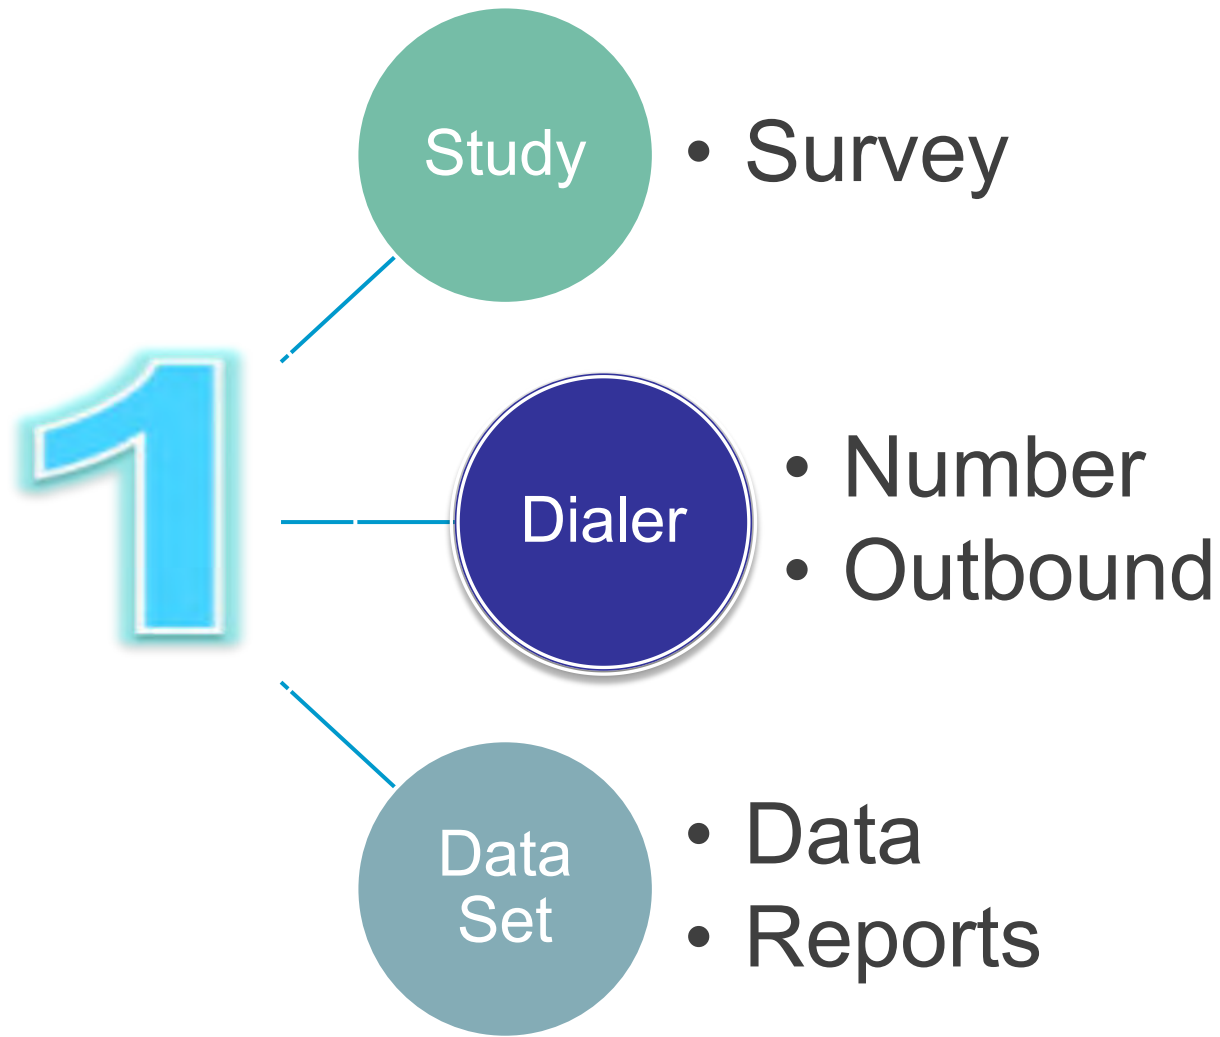 1
Study
• Survey
Dialer
• Number
• Outbound
Data
Set
• Data
• Reports